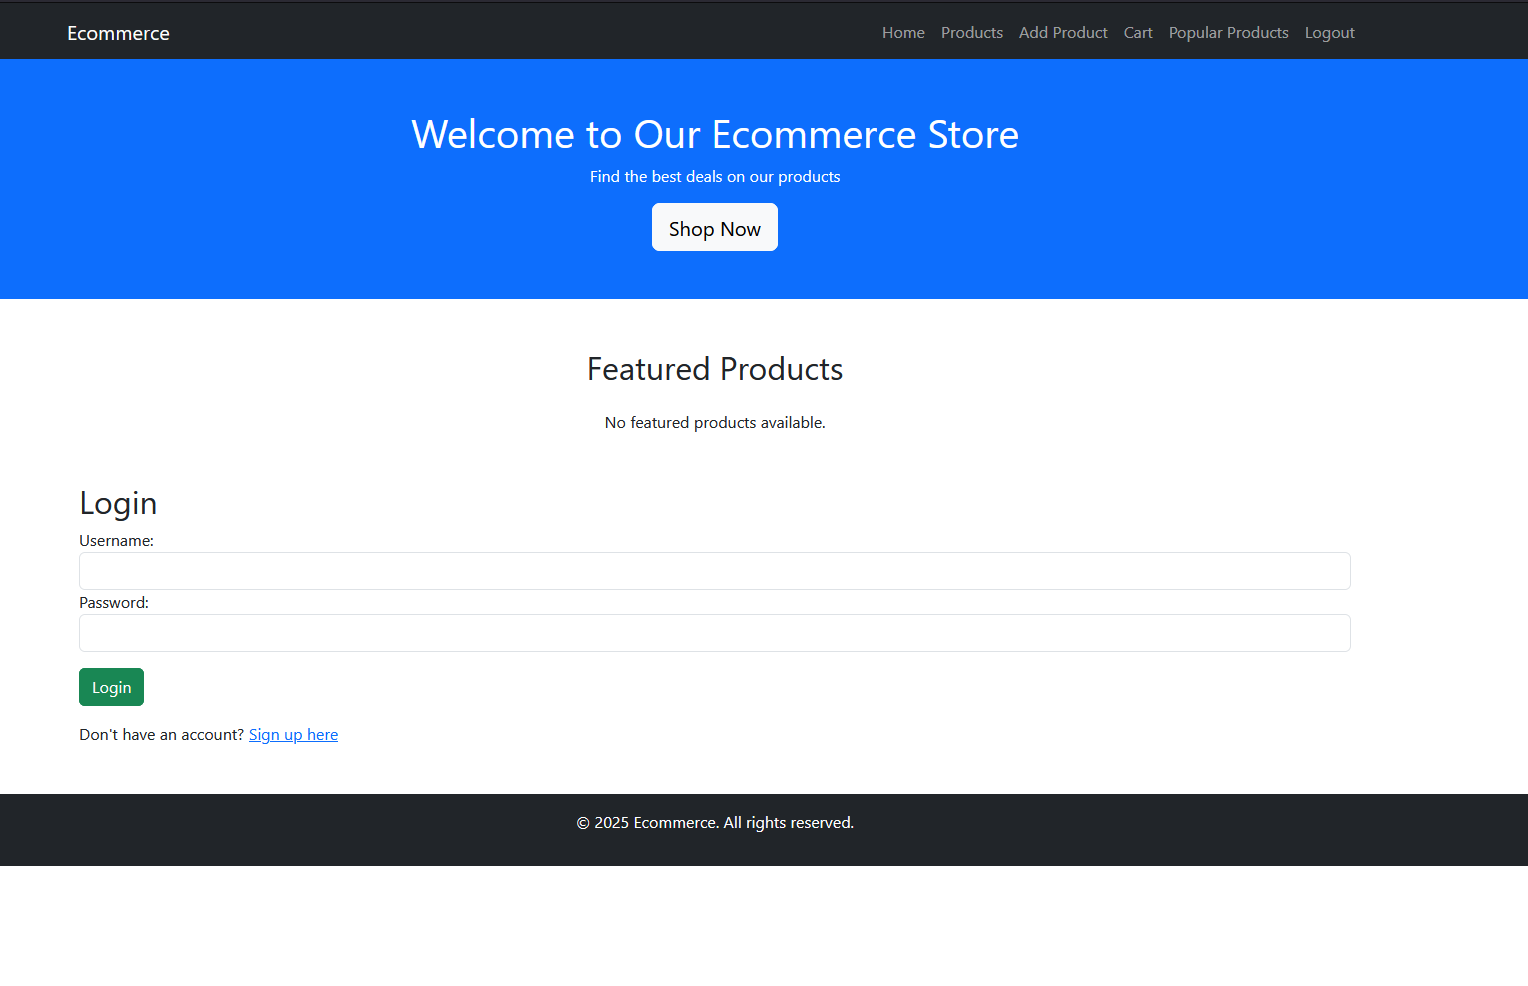 Ecommerce
Home Products Add Product Cart Popular Products Logout
Welcome to Our Ecommerce Store
Find the best deals on our products
Shop Now
Featured Products
No featured products available.
Login
Username:
Password:
Login
Don't have an account? Sign up here
© 2025 Ecommerce. All rights reserved.